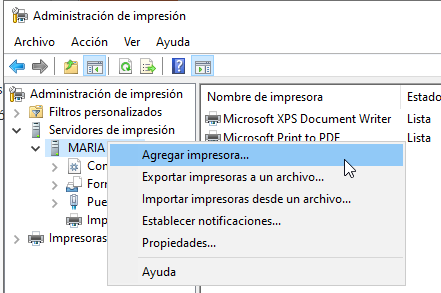 Administración de impresión
Archivo Acción Ver Ayuda
Administración de impresión
Filtros personalizados
Servidores de impresión
MARIA
Con
Form
Pue
Imp
Impresoras
Nombre de impresora Estado
Microsoft XPS Document Writer Lista
Microsoft Print to PDF Lista
Agregar impresora...
Exportar impresoras a un archivo...
Importar impresoras desde un archivo...
Establecer notificaciones...
Propiedades...
Ayuda